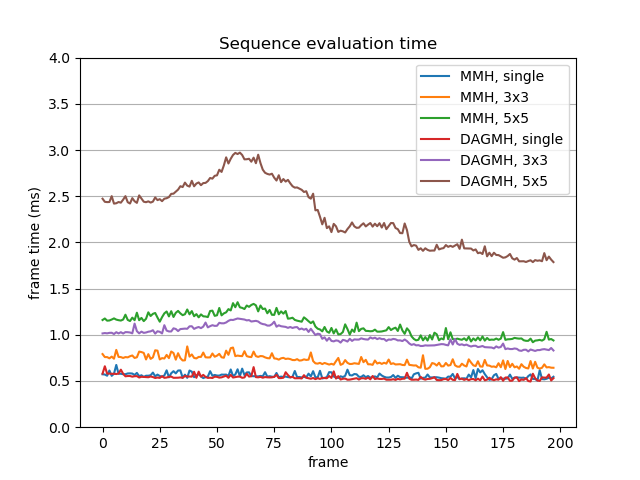 Sequence evaluation time
4.0
3.5
3.0
2.5
2.0
1.5
1.0
0.5
0.0
frame time (ms)
MMH, single
MMH, 3x3
MMH, 5x5
DAGMH, single
DAGMH, 3x3
DAGMH, 5x5
0 25 50 75 100 125 150 175 200
frame